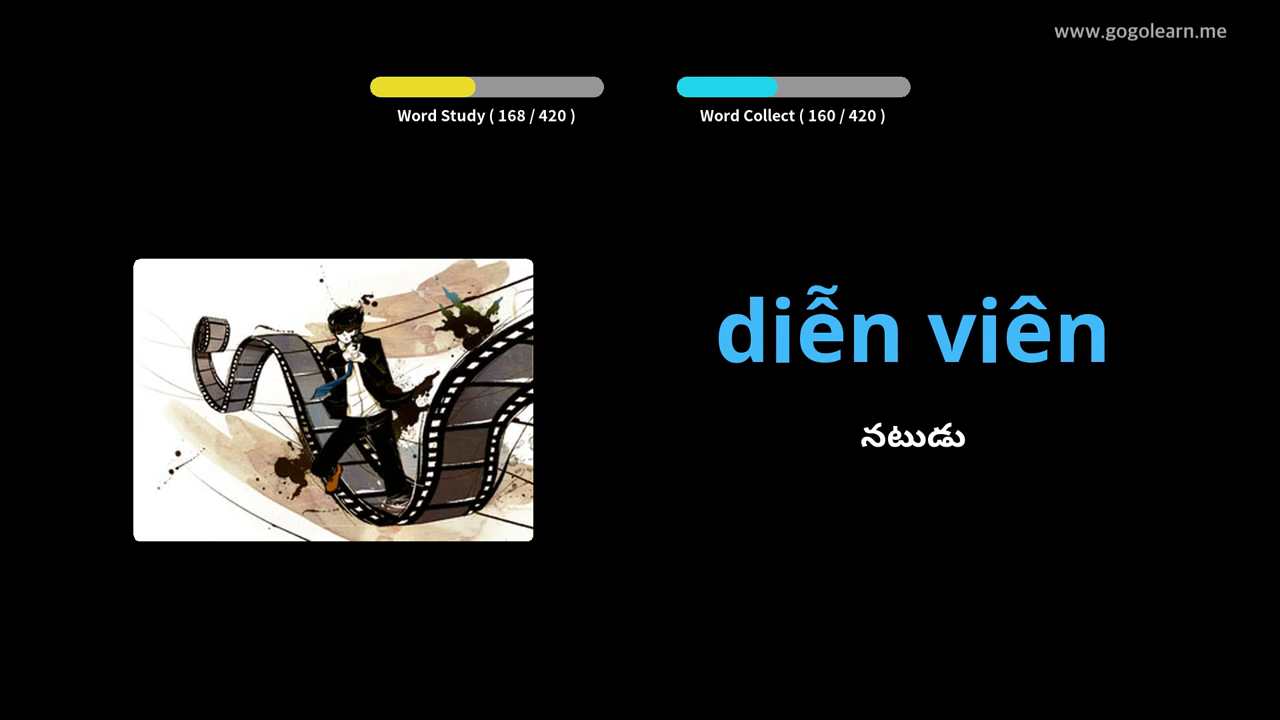 www.gogolearn.me
Word Study ( 168 / 420 )
Word Collect ( 160 / 420 )
diễn viên
నటుడు